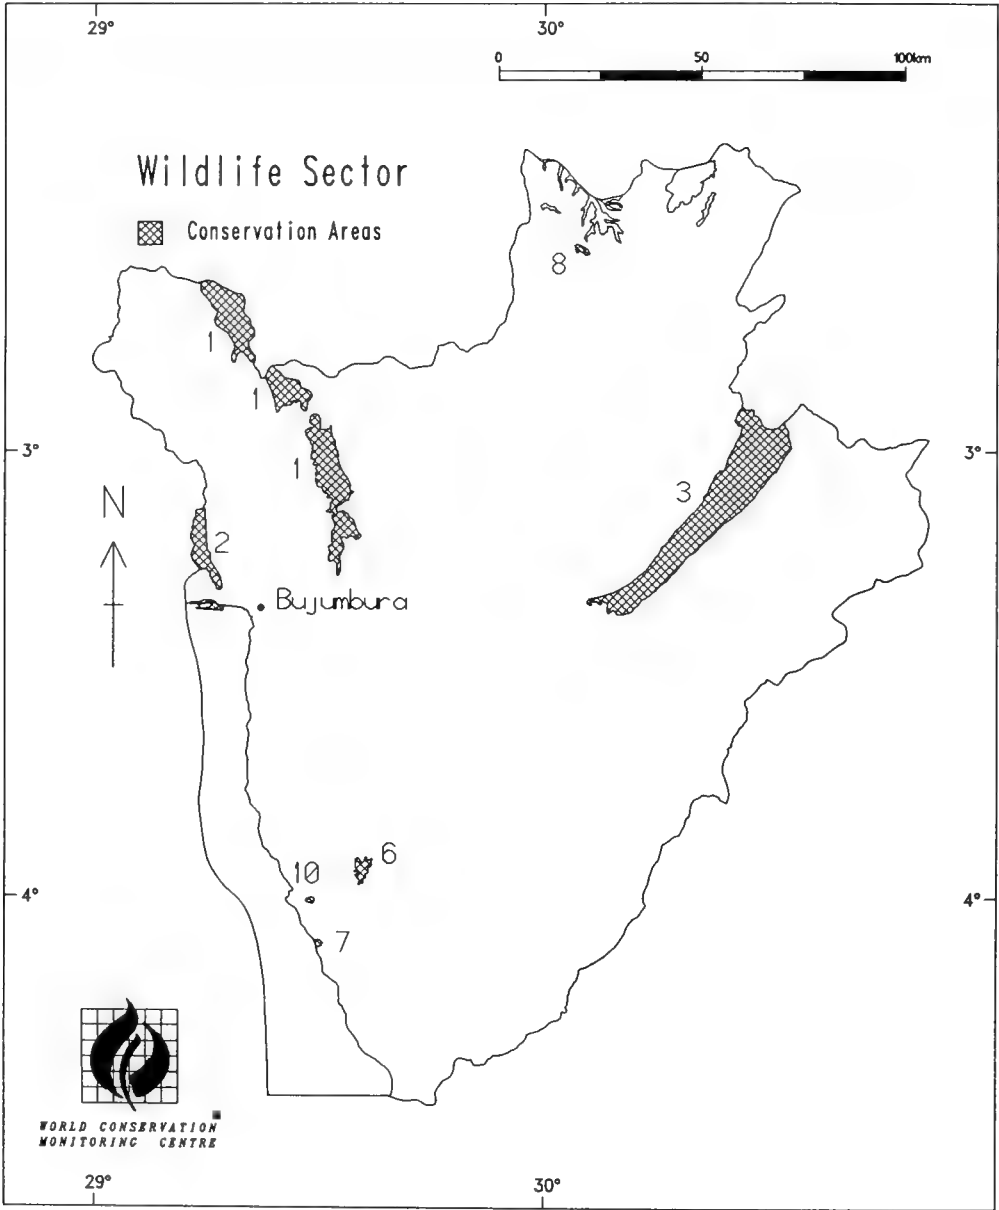 29°
30°
0 50 100km
Wildlife Sector
Conservation Areas
8
1
1
3°
1
3
3°
N
2
Bujumbura
6
10
4°
4°
7
WORLD CONSERVATION
MONITORING CENTRE
29°
30°